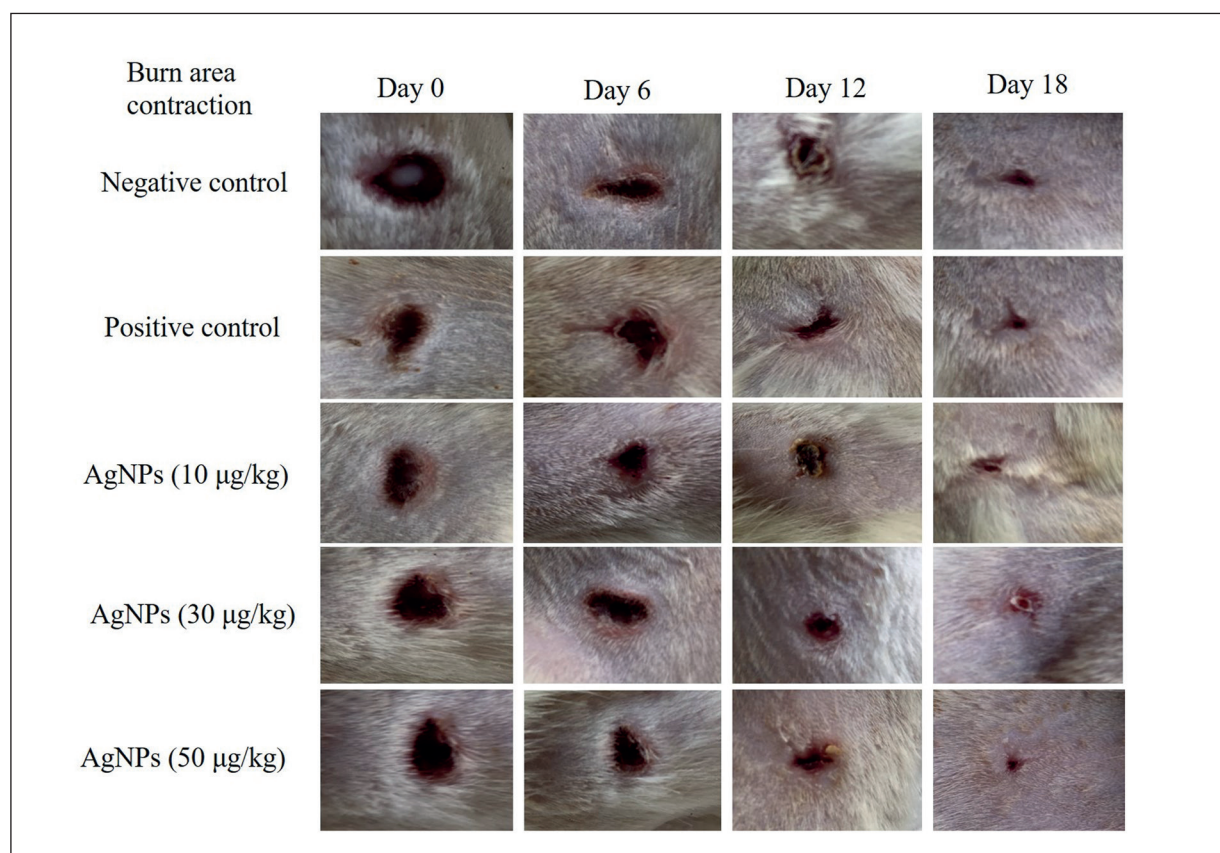 Burn area
contraction
Day 0
Day 6
Day 12
Day 18
Negative control
Positive control
AgNPs (10 μg/kg)
AgNPs (30 μg/kg)
AgNPs (50 μg/kg)